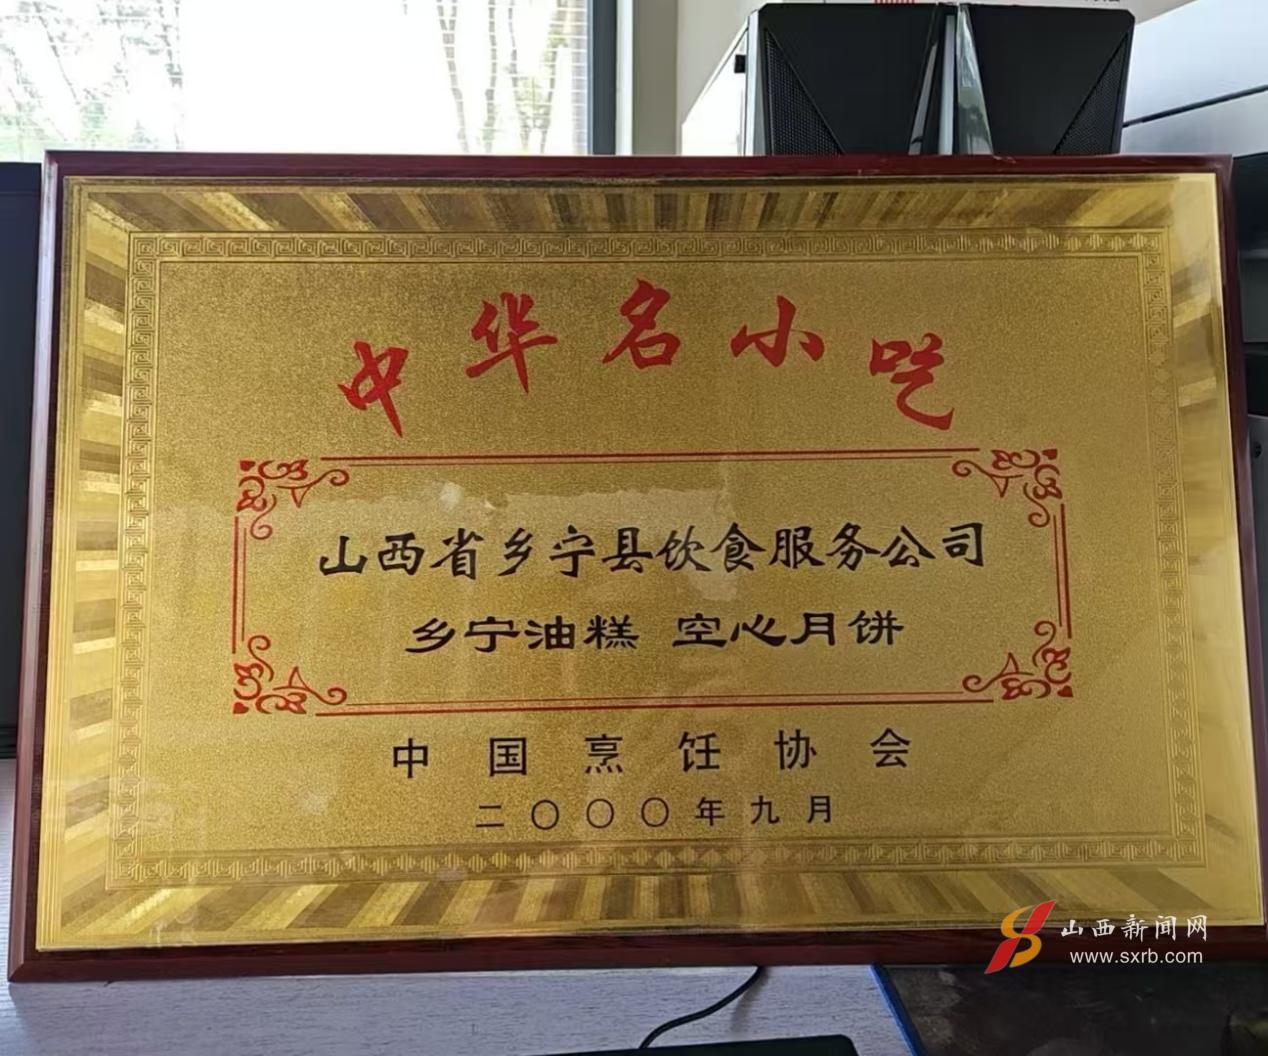 中华名小吃
山西省乡宁县饮食服务公司
乡宁油糕 空心月饼
中国烹饪协会
二〇〇〇年九月
山西新闻网
www.sxrb.com